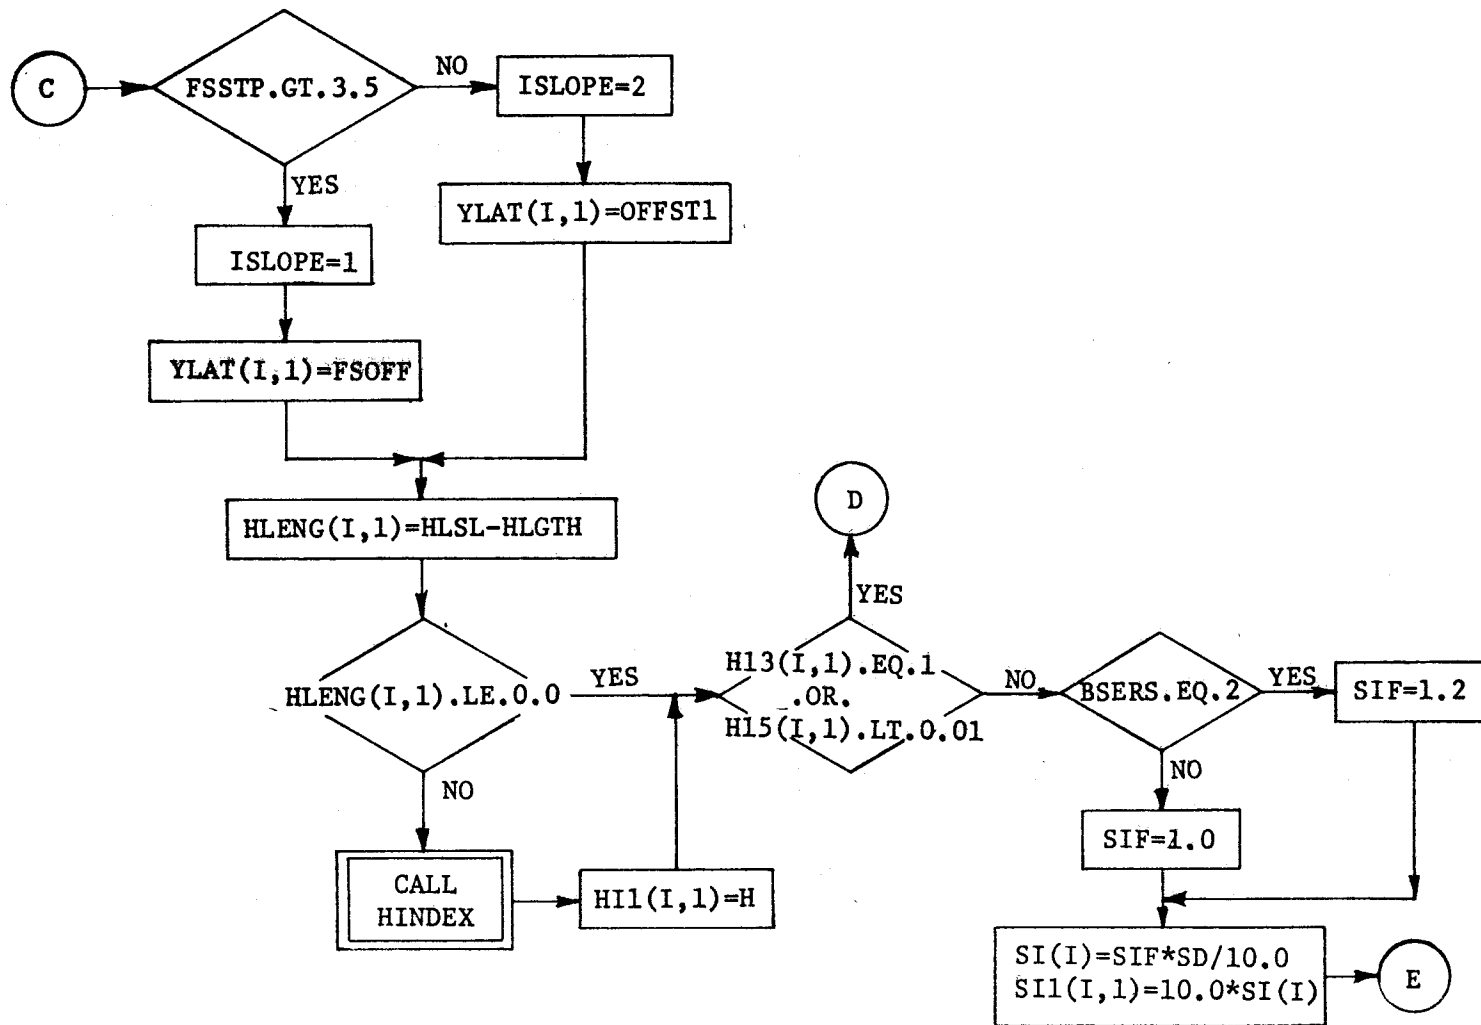 C
FSSTP.GT.3.5
NO
ISLOPE=2
YES
YLAT(I,1)=OFFST1
ISLOPE=1
YLAT(I,1)=FSOFF
HLENG(I,1)=HLSL-HLGTH
D
YES
HLENG(I,1).LE.0.0
YES
H13(I,1).EQ.1
.OR.
H15(I,1).LT.0.01
NO
BSERS.EQ.2
YES
SIF=1.2
NO
NO
SIF=1.0
CALL
HINDEX
HI1(I,1)=H
SI(I)=SIF*SD/10.0
SI1(I,1)=10.0*SI(I)
E